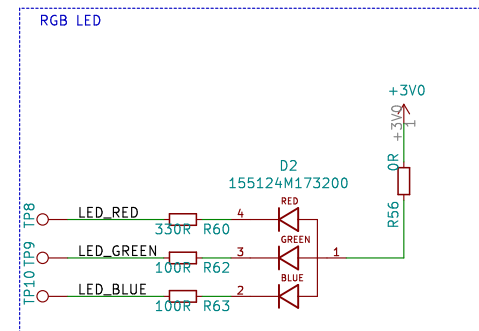 RGB LED
+3V0
+3V0
1
0R
R56
D2
155124M173200
RED
TP8 LED_RED 330R R60 4
GREEN
TP9 LED_GREEN 100R R62 3 1
BLUE
TP10 LED_BLUE 100R R63 2